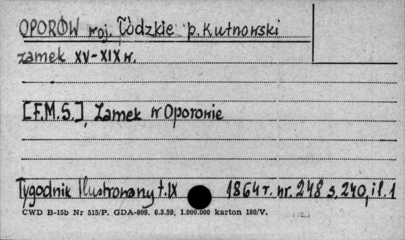 OPORÓW woj. Łódzkie p. Kutnowski
zamek XV-XIX w.
[F.M.S.], Zamek w Oporowie
Tygodnik Ilustrowany t. IX 1864 r. nr. 248 s. 240, il. 1
CWD B-15b Nr 515/P. GDA-809. 6.3.59, 1.000.000 karton 180/V.